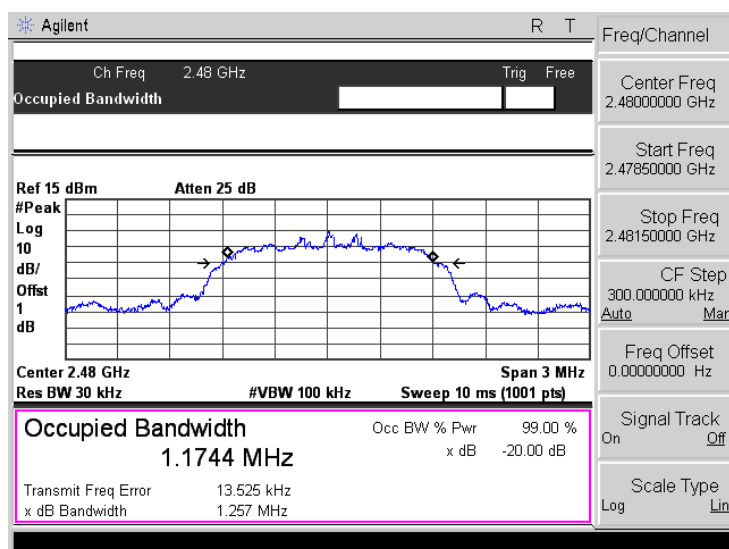 Agilent R T
Ch Freq 2.48 GHz Trig Free
Occupied Bandwidth
Ref 15 dBm Atten 25 dB
#Peak
Log
10
dB/
Offst
1
dB
Center 2.48 GHz Span 3 MHz
Res BW 30 kHz #VBW 100 kHz Sweep 10 ms (1001 pts)
Occupied Bandwidth Occ BW % Pwr 99.00 %
1.1744 MHz x dB -20.00 dB
Transmit Freq Error 13.525 kHz
x dB Bandwidth 1.257 MHz
Freq/Channel
Center Freq
2.48000000 GHz
Start Freq
2.47850000 GHz
Stop Freq
2.48150000 GHz
CF Step
300.000000 kHz
Auto Mar
Freq Offset
0.00000000 Hz
Signal Track
On Off
Scale Type
Log Lin